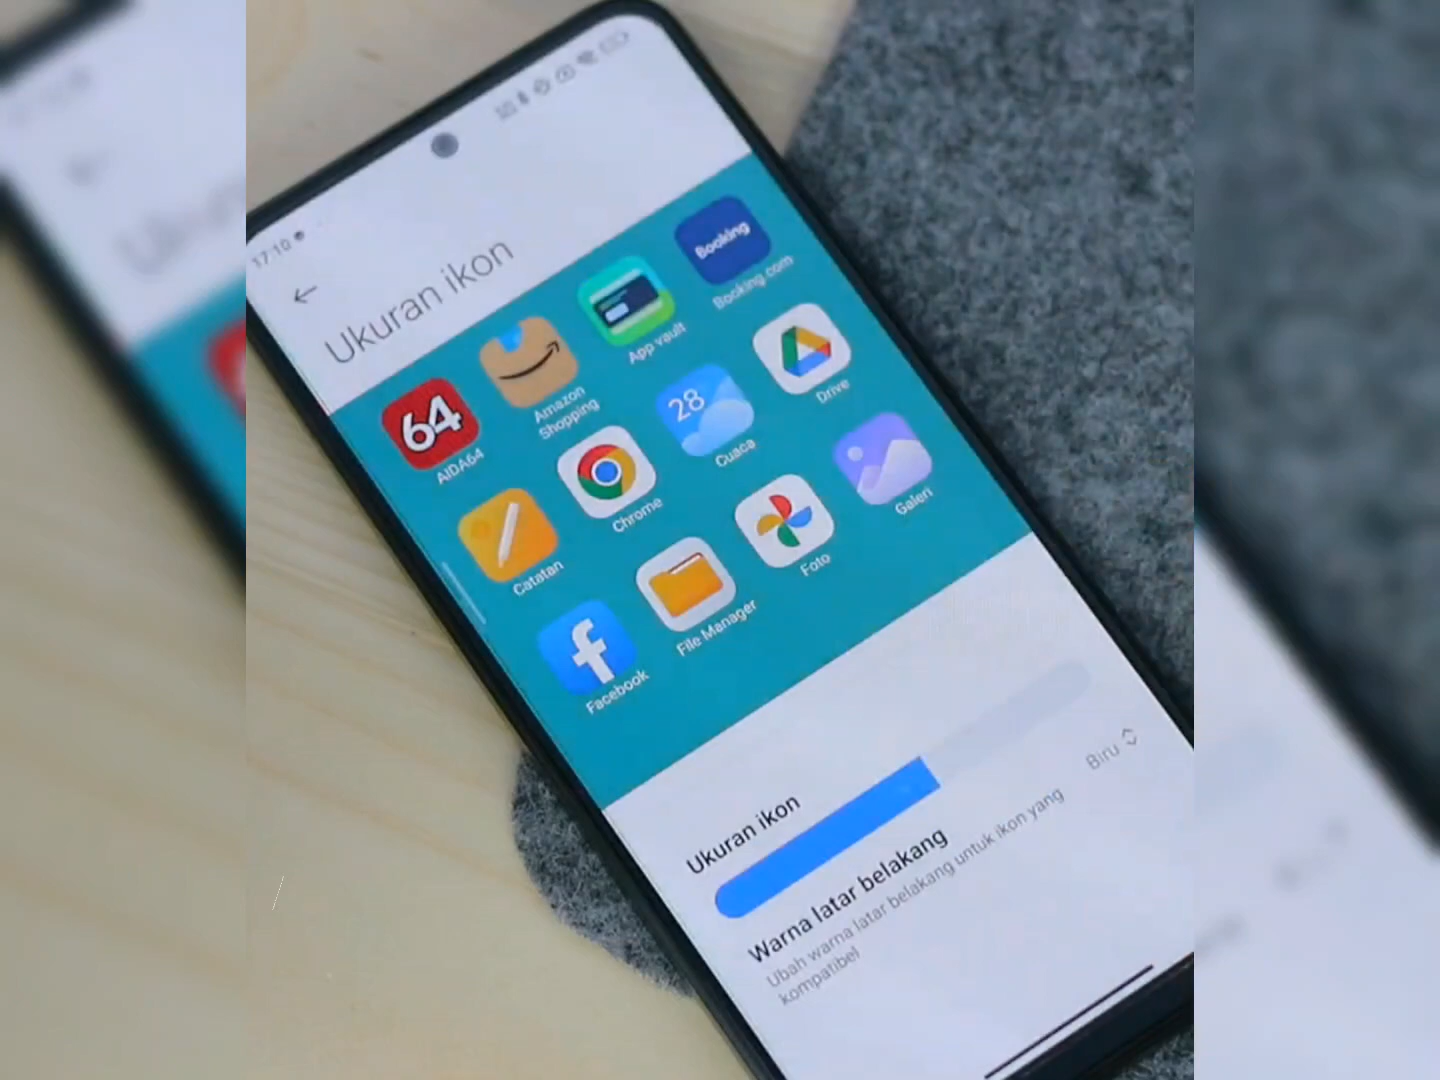 17:10
Ukuran ikon
64
AIDA64
Amazon
Shopping
App vault
Booking
Booking.com
Catatan
Chrome
28
Cuaca
Drive
Facebook
File Manager
Foto
Galeri
Ukuran ikon
Warna latar belakang
Biru
Ubah warna latar belakang untuk ikon yang
kompatibel